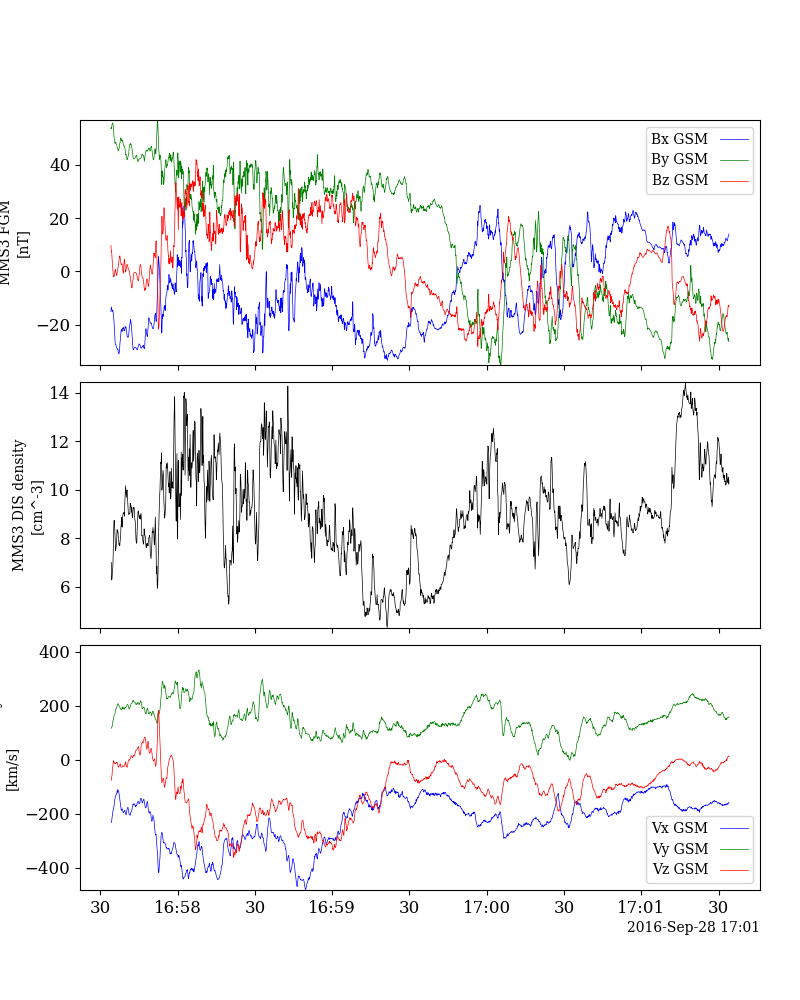 MMS3 FGM
[nT]
40
20
0
−20
Bx GSM
By GSM
Bz GSM
MMS3 DIS density
[cm^-3]
14
12
10
8
6
[km/s]
400
200
0
−200
−400
Vx GSM
Vy GSM
Vz GSM
30
16:58
30
16:59
30
17:00
30
17:01
30
2016-Sep-28 17:01